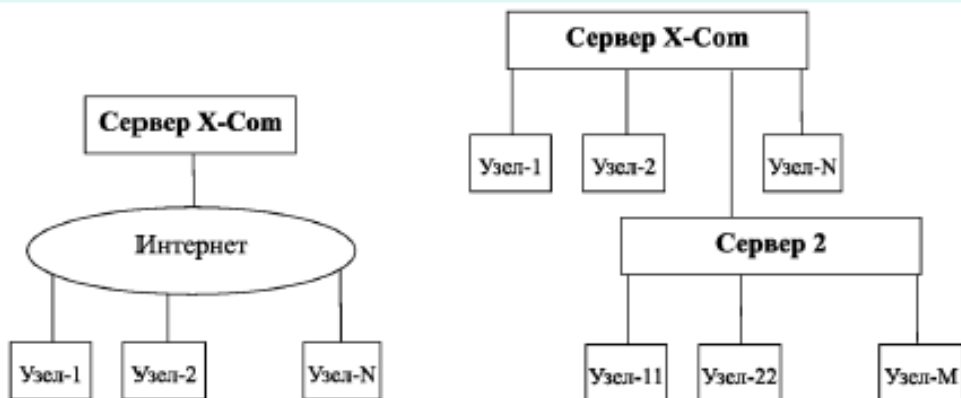 Сервер X-Com
Интернет
Узел-1 Узел-2 Узел-N
Сервер X-Com
Узел-1 Узел-2 Узел-N
Сервер 2
Узел-11 Узел-22 Узел-M